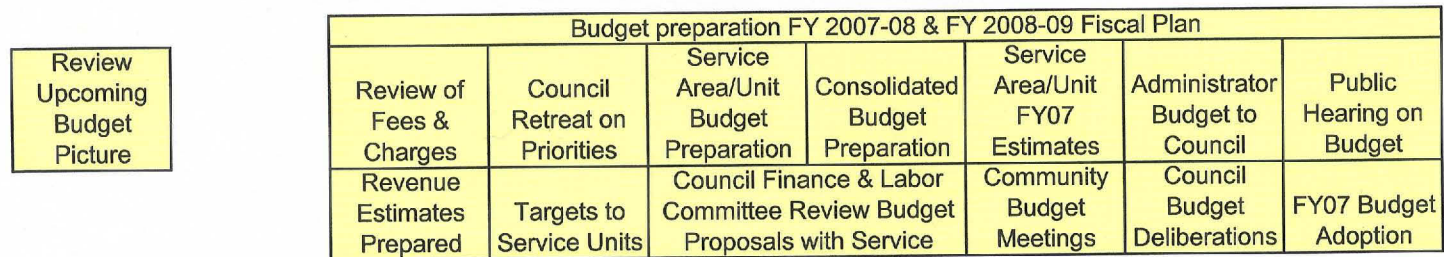 Review
Upcoming
Budget
Picture
Budget preparation FY 2007-08 & FY 2008-09 Fiscal Plan
Review of
Fees &
Charges
Council
Retreat on
Priorities
Service
Area/Unit
Budget
Preparation
Consolidated
Budget
Preparation
Service
Area/Unit
FY07
Estimates
Administrator
Budget to
Council
Public
Hearing on
Budget
Revenue
Estimates
Prepared
Targets to
Service Units
Council Finance & Labor
Committee Review Budget
Proposals with Service
Community
Budget
Meetings
Council
Budget
Deliberations
FY07 Budget
Adoption